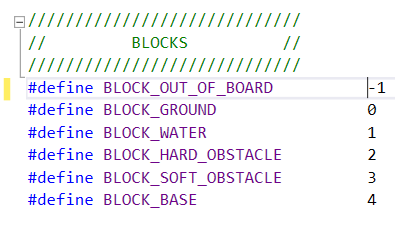 /////////////////////////////
// BLOCKS //
/////////////////////////////
#define BLOCK_OUT_OF_BOARD -1
#define BLOCK_GROUND 0
#define BLOCK_WATER 1
#define BLOCK_HARD_OBSTACLE 2
#define BLOCK_SOFT_OBSTACLE 3
#define BLOCK_BASE 4